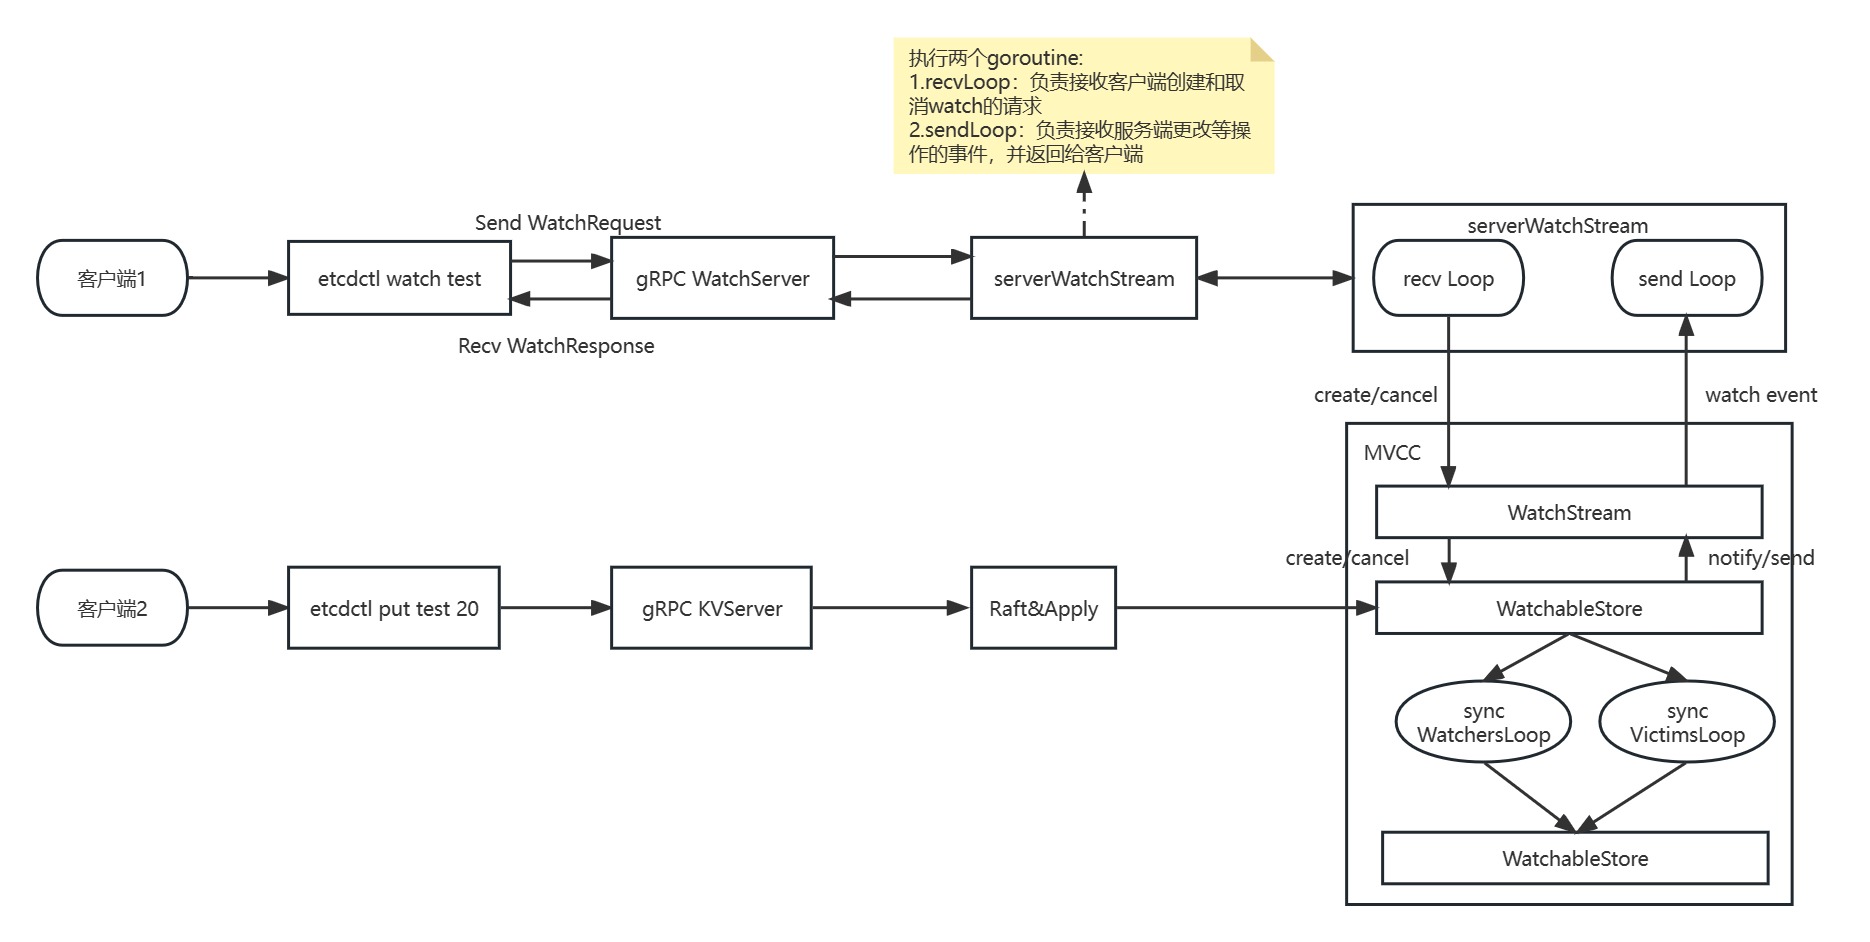 执行两个goroutine:
1.recvLoop：负责接收客户端创建和取
消watch的请求
2.sendLoop：负责接收服务端更改等操
作的事件，并返回给客户端
Send WatchRequest
客户端1
etcdctl watch test
gRPC WatchServer
serverWatchStream
serverWatchStream
recv Loop
send Loop
Recv WatchResponse
create/cancel
watch event
MVCC
WatchStream
create/cancel
notify/send
客户端2
etcdctl put test 20
gRPC KVServer
Raft&Apply
WatchableStore
sync
WatchersLoop
sync
VictimsLoop
WatchableStore